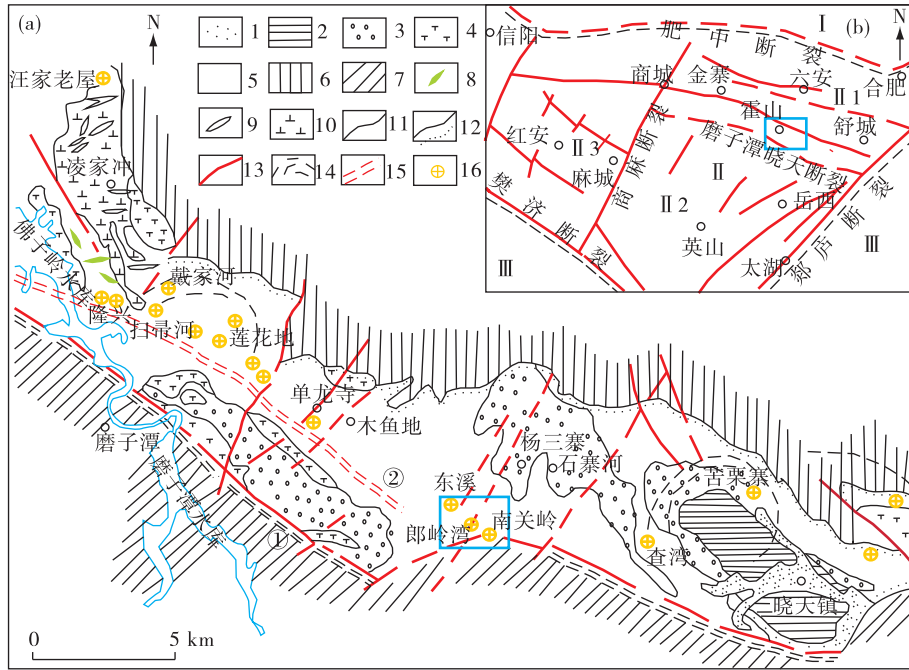 (a)
N
1
2
3
4
5
6
7
8
9
10
11
12
13
14
15
16
汪家老屋
凌家冲
佛子岭水库
戴家河
隆兴
扫帚河
莲花地
单龙寺
木鱼地
磨子潭
磨子潭水库
①
②
东溪
郎岭湾
南关岭
杨三寨
石寨河
苦栗寨
查湾
晓天镇
0
5 km
(b)
N
Ⅰ
信阳
肥中断裂
商城
金寨
六安
合肥
Ⅱ1
霍山
舒城
红安
Ⅱ3
麻城
商麻断裂
磨子潭晓天断裂
Ⅱ
Ⅱ2
岳西
英山
太湖
樊济断裂
郯庐断裂
Ⅲ
Ⅲ